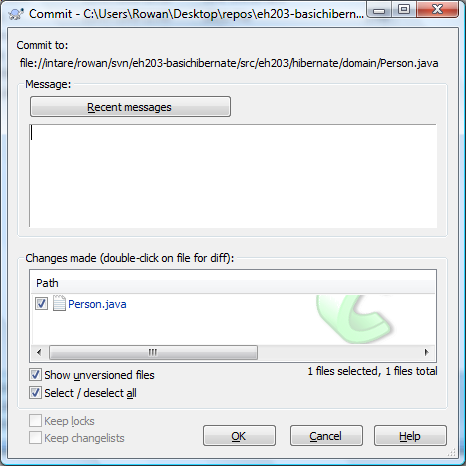 Commit - C:\Users\Rowan\Desktop\repos\eh203-basichiberna...
Commit to:
file://intare/rowan/svn/eh203-basichibernate/src/eh203/hibernate/domain/Person.java
Message:
Recent messages
Changes made (double-click on file for diff):
Path
Person.java
Show unversioned files
1 files selected, 1 files total
Select / deselect all
Keep locks
Keep changelists
OK
Cancel
Help